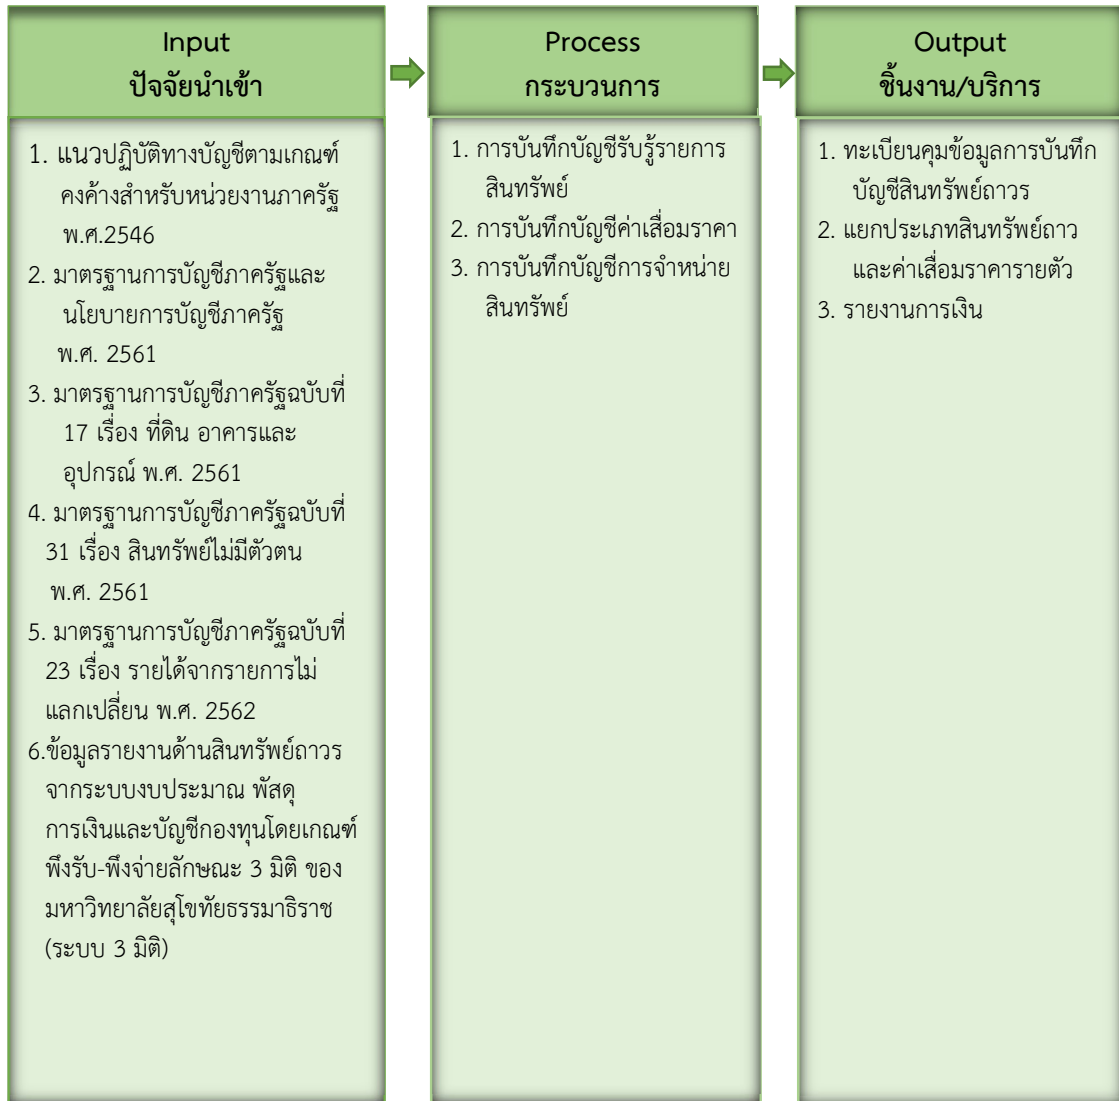 Input
ปัจจัยนำเข้า
1. แนวปฏิบัติทางบัญชีตามเกณฑ์
คงค้างสำหรับหน่วยงานภาครัฐ
พ.ศ.2546
2. มาตรฐานการบัญชีภาครัฐและ
นโยบายการบัญชีภาครัฐ
พ.ศ. 2561
3. มาตรฐานการบัญชีภาครัฐฉบับที่
17 เรื่อง ที่ดิน อาคารและ
อุปกรณ์ พ.ศ. 2561
4. มาตรฐานการบัญชีภาครัฐฉบับที่
31 เรื่อง สินทรัพย์ไม่มีตัวตน
พ.ศ. 2561
5. มาตรฐานการบัญชีภาครัฐฉบับที่
23 เรื่อง รายได้จากรายการไม่
แลกเปลี่ยน พ.ศ. 2562
6.ข้อมูลรายงานด้านสินทรัพย์ถาวร
จากระบบงบประมาณ พัสดุ
การเงินและบัญชีกองทุนโดยเกณฑ์
พึงรับ-พึงจ่ายลักษณะ 3 มิติ ของ
มหาวิทยาลัยสุโขทัยธรรมาธิราช
(ระบบ 3 มิติ)
Process
กระบวนการ
1. การบันทึกบัญชีรับรู้รายการ
สินทรัพย์
2. การบันทึกบัญชีค่าเสื่อมราคา
3. การบันทึกบัญชีการจำหน่าย
สินทรัพย์
Output
ชิ้นงาน/บริการ
1. ทะเบียนคุมข้อมูลการบันทึก
บัญชีสินทรัพย์ถาวร
2. แยกประเภทสินทรัพย์ถาว
และค่าเสื่อมราคารายตัว
3. รายงานการเงิน